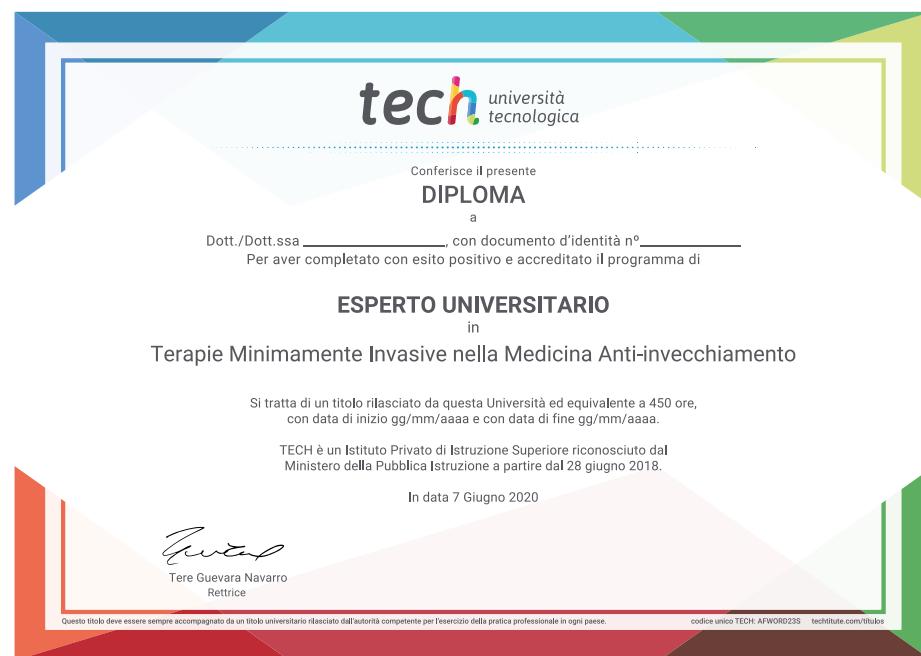 tech università
tecnologica
Conferisce il presente
DIPLOMA
a
Dott./Dott.ssa ____________, con documento d'identità nº____________
Per aver completato con esito positivo e accreditato il programma di
ESPERTO UNIVERSITARIO
in
Terapie Minimamente Invasive nella Medicina Anti-invecchiamento
Si tratta di un titolo rilasciato da questa Università ed equivalente a 450 ore,
con data di inizio gg/mm/aaaa e con data di fine gg/mm/aaaa.
TECH è un Istituto Privato di Istruzione Superiore riconosciuto dal
Ministero della Pubblica Istruzione a partire dal 28 giugno 2018.
In data 7 Giugno 2020
Tere Guevara Navarro
Rettrice
Questo titolo deve essere sempre accompagnato da un titolo universitario rilasciato dall'autorità competente per l'esercizio della pratica professionale in ogni paese. codice unico TECH: AFWORD23S techtitute.com/títulos